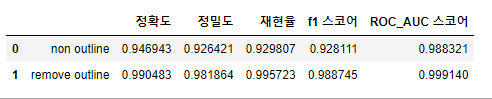 정확도 정밀도 재현율 f1 스코어 ROC_AUC 스코어
0 non outline 0.946943 0.926421 0.929807 0.928111 0.988321
1 remove outline 0.990483 0.981864 0.995723 0.988745 0.999140